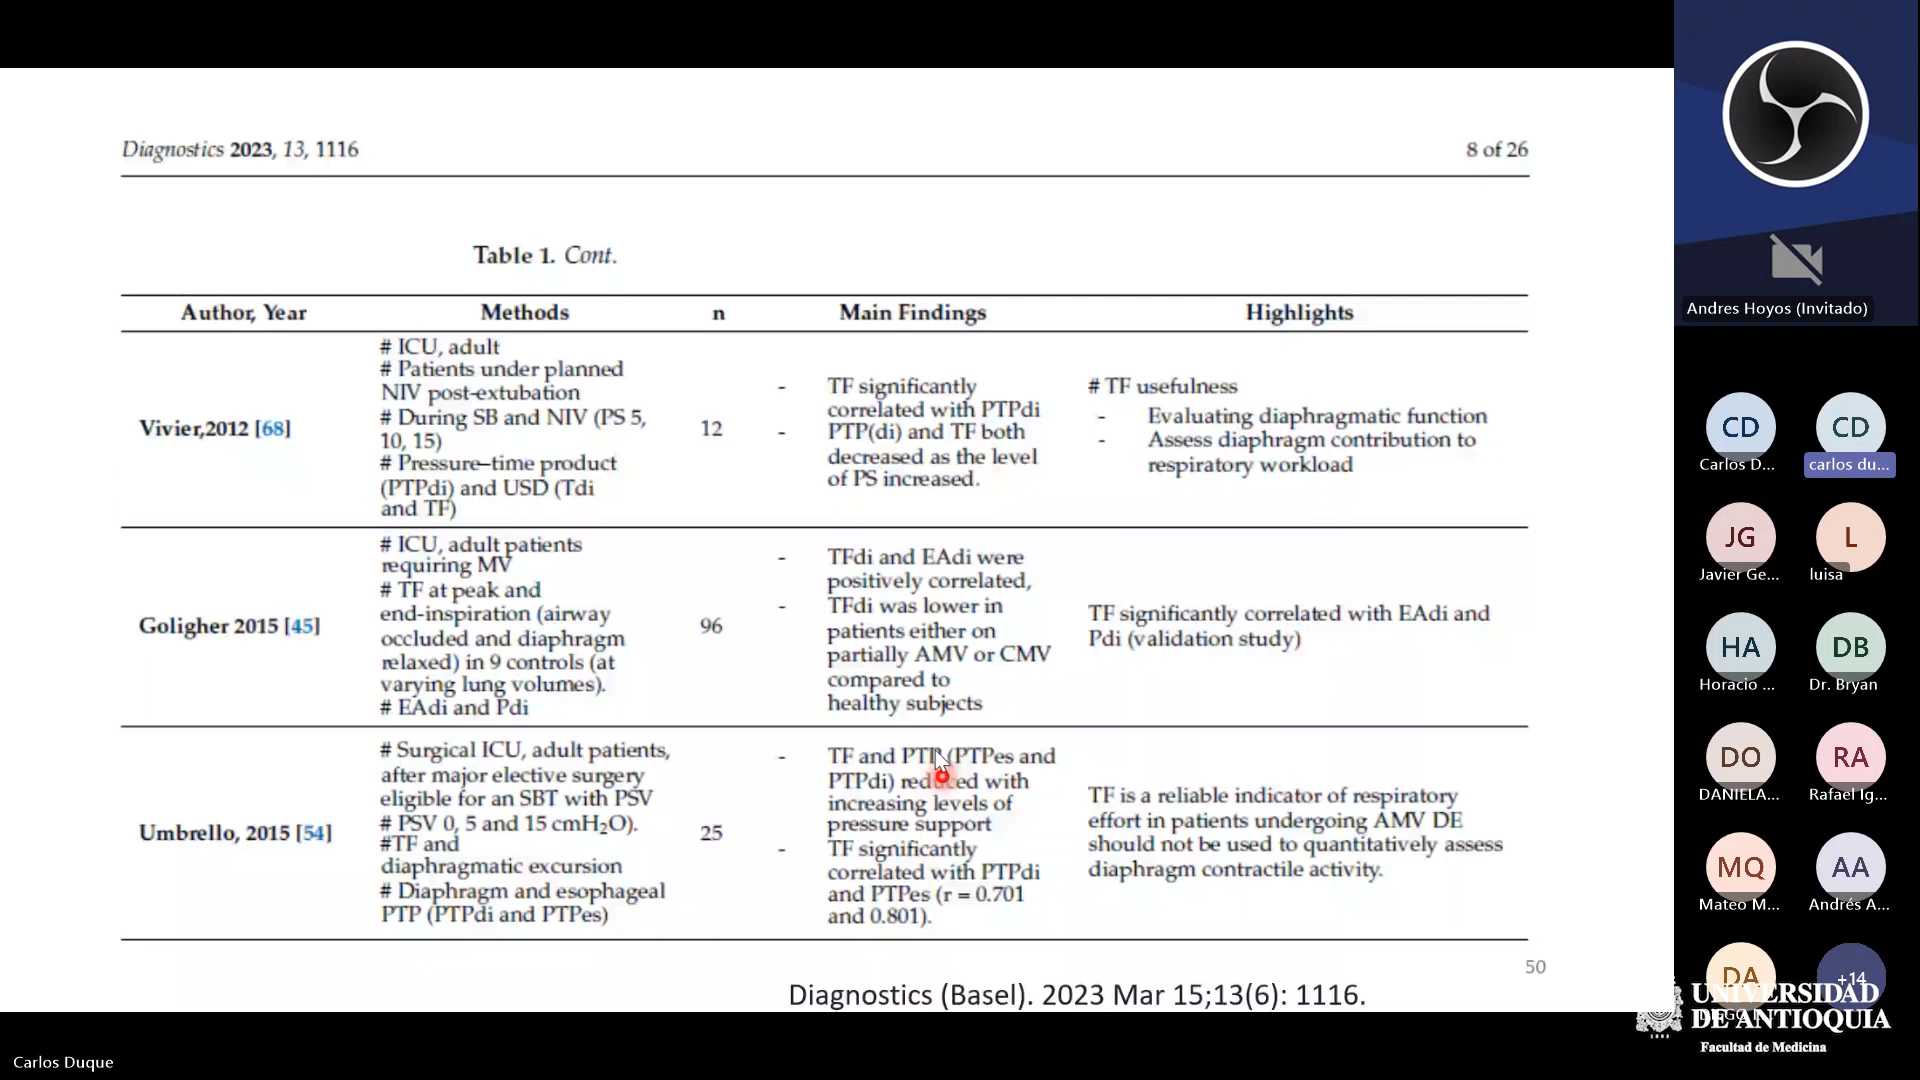 Diagnostics 2023, 13, 1116
8 of 26
Table 1. Cont.
Author, Year
Methods
n
Main Findings
Highlights
Vivier,2012 [68]
# ICU, adult
# Patients under planned
NIV post-extubation
# During SB and NIV (PS 5,
10, 15)
# Pressure–time product
(PTPdi) and USD (Tdi
and TF)
12
- TF significantly
correlated with PTPdi
- PTP(di) and TF both
decreased as the level
of PS increased.
# TF usefulness
- Evaluating diaphragmatic function
- Assess diaphragm contribution to
respiratory workload
Goligher 2015 [45]
# ICU, adult patients
requiring MV
# TF at peak and
end-inspiration (airway
occluded and diaphragm
relaxed) in 9 controls (at
varying lung volumes).
# EAdi and Pdi
96
- TFdi and EAdi were
positively correlated,
- TFdi was lower in
patients either on
partially AMV or CMV
compared to
healthy subjects
TF significantly correlated with EAdi and
Pdi (validation study)
Umbrello, 2015 [54]
# Surgical ICU, adult patients,
after major elective surgery
eligible for an SBT with PSV
# PSV 0, 5 and 15 cmH₂O).
#TF and
diaphragmatic excursion
# Diaphragm and esophageal
PTP (PTPdi and PTPes)
25
- TF and PTP (PTPes and
PTPdi) reduced with
increasing levels of
pressure support
- TF significantly
correlated with PTPdi
and PTPes (r = 0.701
and 0.801).
TF is a reliable indicator of respiratory
effort in patients undergoing AMV DE
should not be used to quantitatively assess
diaphragm contractile activity.
50
Diagnostics (Basel). 2023 Mar 15;13(6): 1116.
Carlos Duque
Andres Hoyos (Invitado)
CD
Carlos D...
CD
carlos du...
JG
Javier Ge...
L
luisa
HA
Horacio ...
DB
Dr. Bryan
DO
DANIELA...
RA
Rafael Ig...
MQ
Mateo M...
AA
Andrés A...
DA
+14
UNIVERSIDAD
DE ANTIOQUIA
Facultad de Medicina